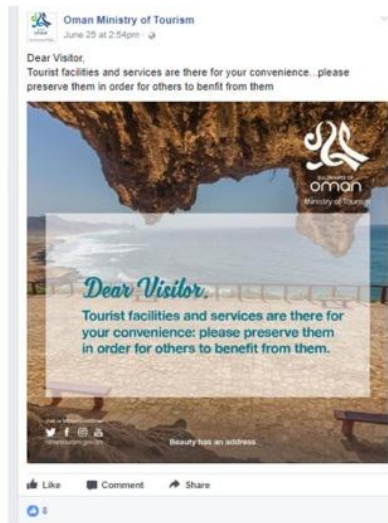 Oman Ministry of Tourism
June 25 at 2:54pm ·
Dear Visitor,
Tourist facilities and services are there for your convenience...please
preserve them in order for others to benfit from them
oman
Ministry of Tourism
Dear Visitor,
Tourist facilities and services are there for
your convenience: please preserve them
in order for others to benefit from them.
Beauty has an address
Like Comment Share
8